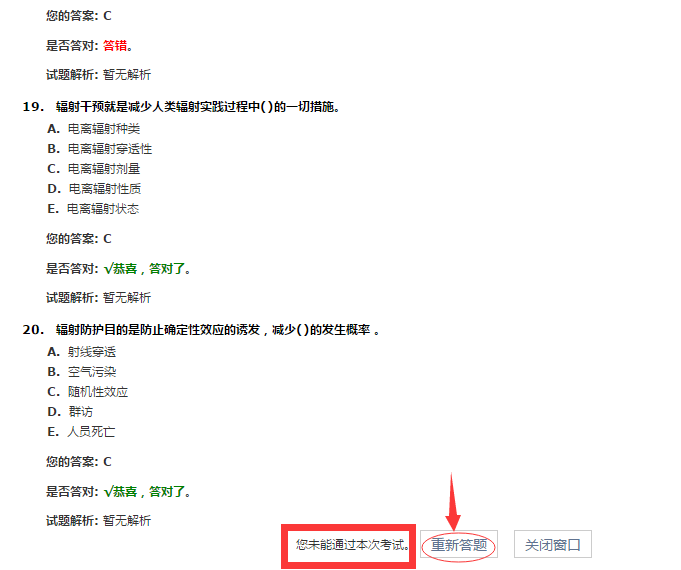 您的答案: C
是否答对: 答错。
试题解析: 暂无解析
19. 辐射干预就是减少人类辐射实践过程中( )的一切措施。
A. 电离辐射种类
B. 电离辐射穿透性
C. 电离辐射剂量
D. 电离辐射性质
E. 电离辐射状态
您的答案: C
是否答对: √恭喜，答对了。
试题解析: 暂无解析
20. 辐射防护目的是防止确定性效应的诱发，减少( )的发生概率 。
A. 射线穿透
B. 空气污染
C. 随机性效应
D. 群访
E. 人员死亡
您的答案: C
是否答对: √恭喜，答对了。
试题解析: 暂无解析
您未能通过本次考试。 重新答题 关闭窗口